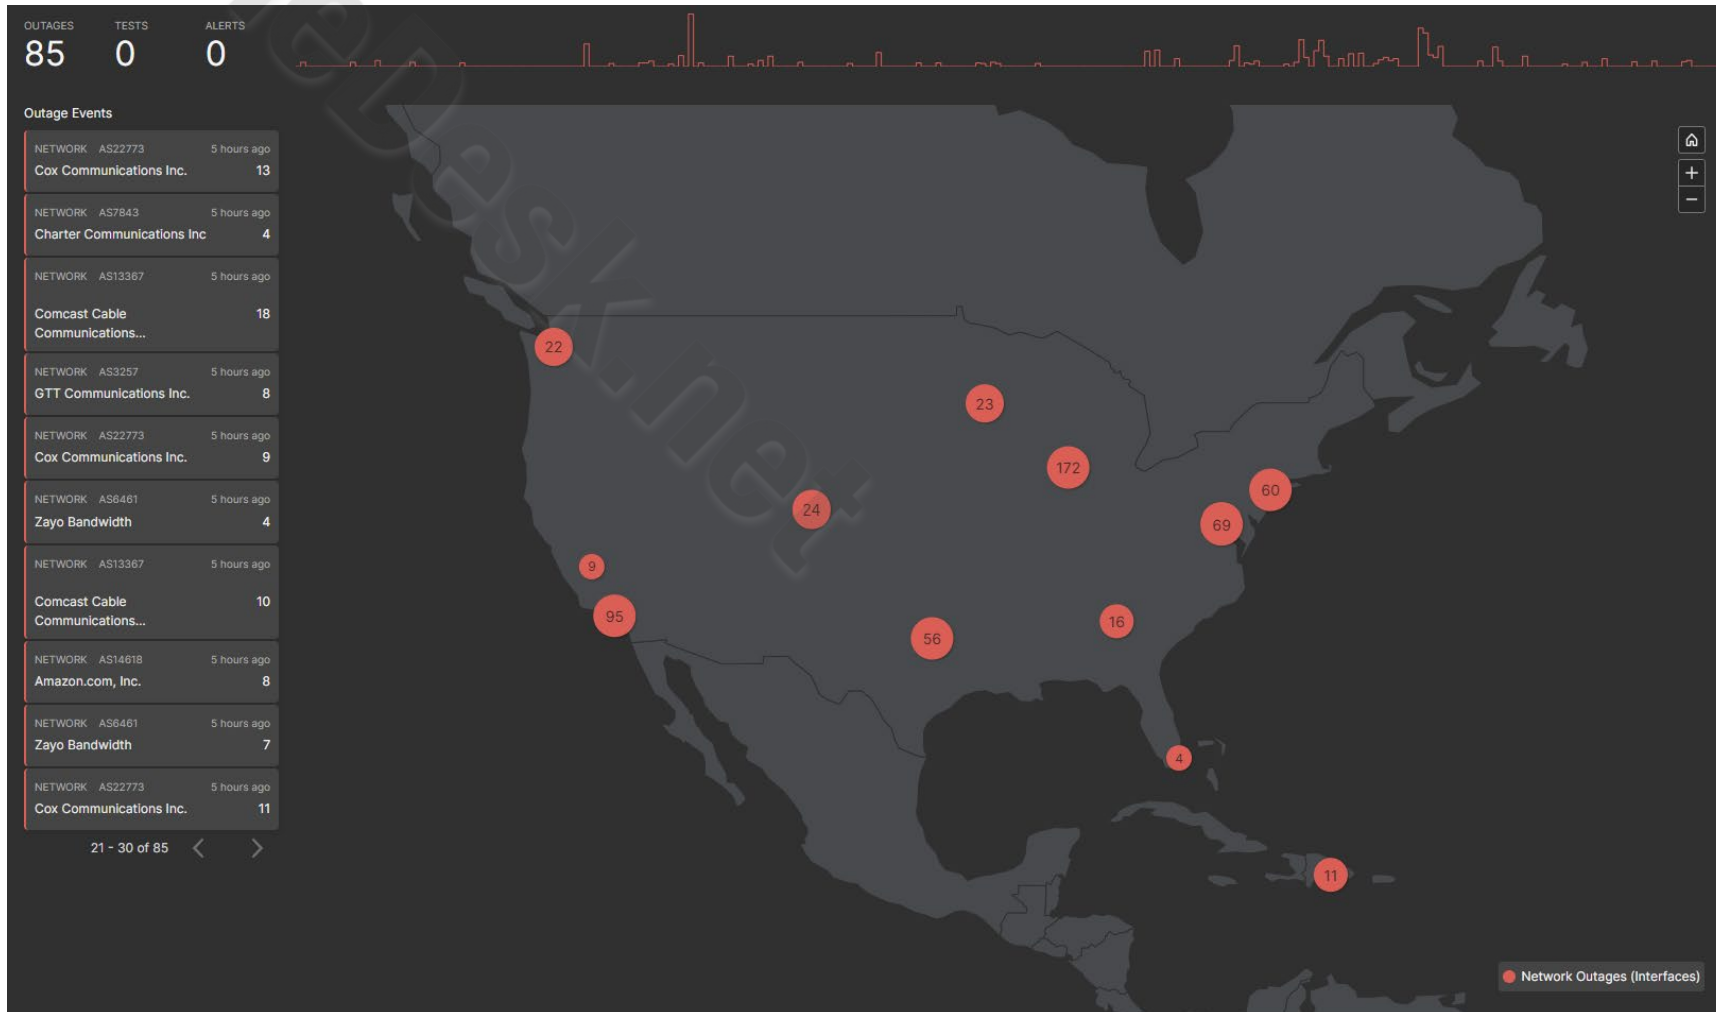 OUTAGES TESTS ALERTS
85 0 0
Outage Events
NETWORK AS22773 5 hours ago
Cox Communications Inc. 13
NETWORK AS7843 5 hours ago
Charter Communications Inc 4
NETWORK AS13367 5 hours ago
Comcast Cable 18
Communications...
NETWORK AS3257 5 hours ago
GTT Communications Inc. 8
NETWORK AS22773 5 hours ago
Cox Communications Inc. 9
NETWORK AS6461 5 hours ago
Zayo Bandwidth 4
NETWORK AS13367 5 hours ago
Comcast Cable 10
Communications...
NETWORK AS14618 5 hours ago
Amazon.com, Inc. 8
NETWORK AS6461 5 hours ago
Zayo Bandwidth 7
NETWORK AS22773 5 hours ago
Cox Communications Inc. 11
21 - 30 of 85
22
23
172
60
24
69
9
95
16
56
4
11
Network Outages (Interfaces)